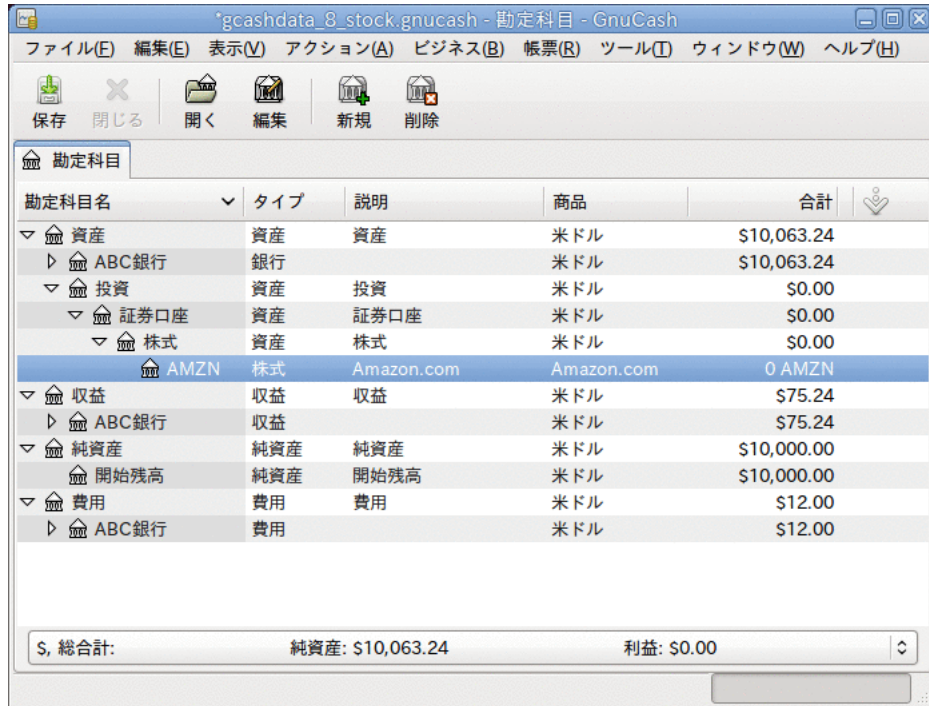 *gcashdata_8_stock.gnucash - 勘定科目 - GnuCash
ファイル(F) 編集(E) 表示(V) アクション(A) ビジネス(B) 帳票(R) ツール(T) ウィンドウ(W) ヘルプ(H)
保存 閉じる 開く 編集 新規 削除
勘定科目
勘定科目名 タイプ 説明 商品 合計
資産 資産 資産 米ドル $10,063.24
ABC銀行 銀行 米ドル $10,063.24
投資 資産 投資 米ドル $0.00
証券口座 資産 証券口座 米ドル $0.00
株式 資産 株式 米ドル $0.00
AMZN 株式 Amazon.com Amazon.com 0 AMZN
収益 収益 収益 米ドル $75.24
ABC銀行 収益 米ドル $75.24
純資産 純資産 純資産 米ドル $10,000.00
開始残高 純資産 開始残高 米ドル $10,000.00
費用 費用 費用 米ドル $12.00
ABC銀行 費用 米ドル $12.00
$, 総合計: 純資産: $10,063.24 利益: $0.00